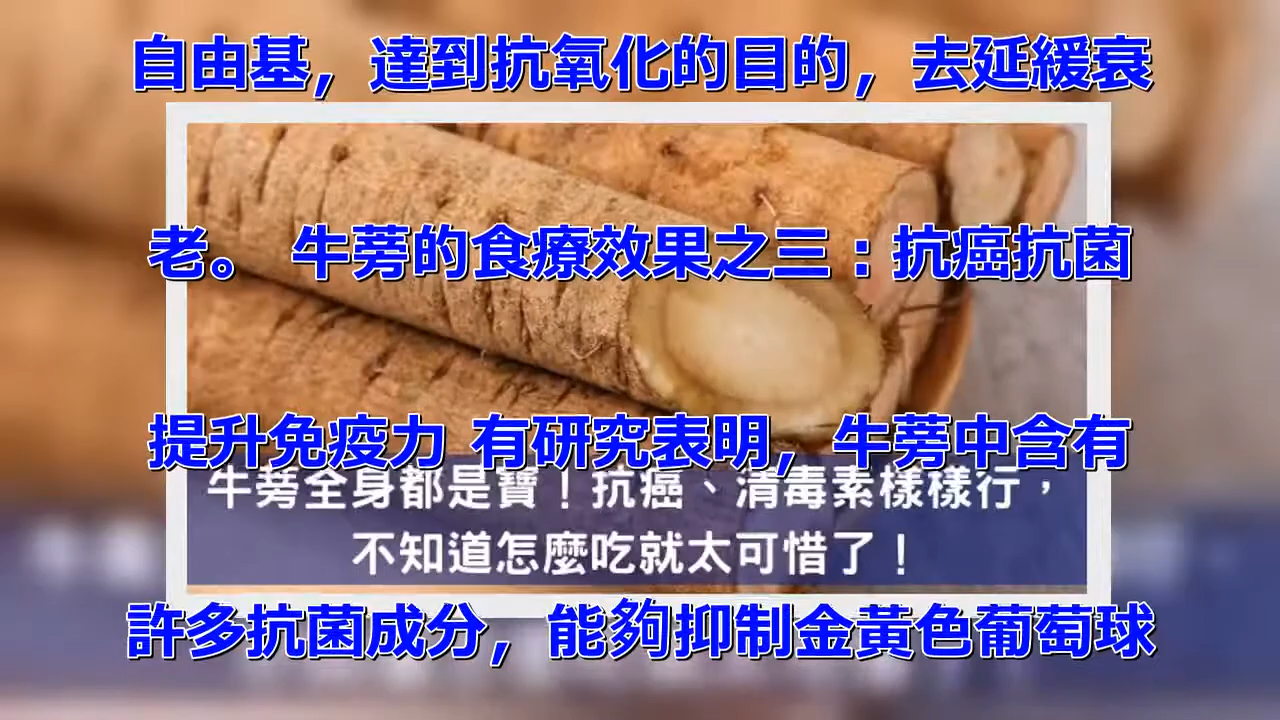 自由基，達到抗氧化的目的，去延緩衰
老。 牛蒡的食療效果之三：抗癌抗菌
提升免疫力 有研究表明，牛蒡中含有
牛蒡全身都是寶！抗癌、清毒素樣樣行，
不知道怎麼吃就太可惜了！
許多抗菌成分，能夠抑制金黃色葡萄球